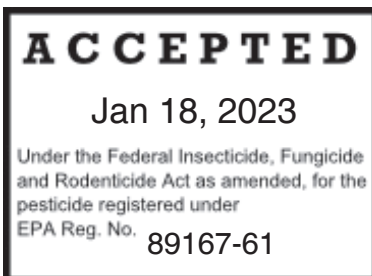 ACCEPTED
Jan 18, 2023
Under the Federal Insecticide, Fungicide
and Rodenticide Act as amended, for the
pesticide registered under
EPA Reg. No. 89167-61